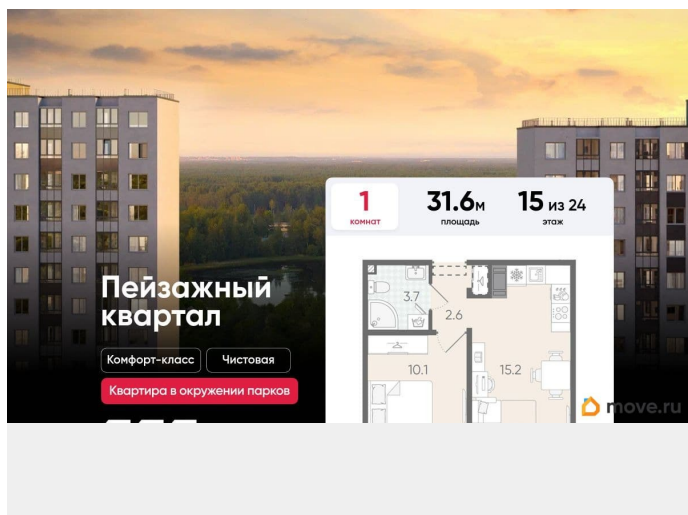 1
комнат
31.6м
площадь
15 из 24
этаж
Пейзажный
квартал
Комфорт-класс
Чистовая
Квартира в окружении парков
3.7
2.6
10.1
15.2
move.ru